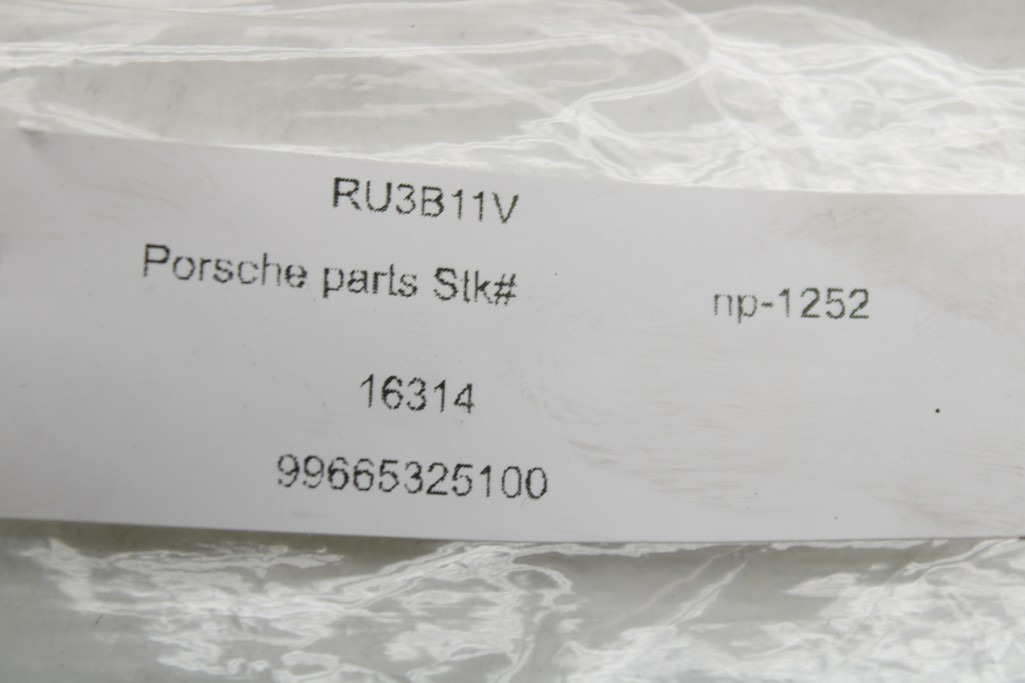 RU3B11V
Porsche parts Stk# np-1252
16314
99665325100